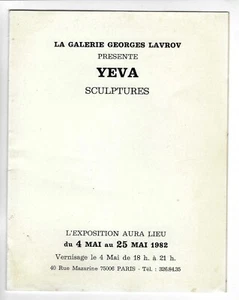 LA GALERIE GEORGES LAVROV
PRESENTE
YEVA
SCULPTURES
L'EXPOSITION AURA LIEU
du 4 MAI au 25 MAI 1982
Vernissage le 4 Mai de 18 h. à 21 h.
40 Rue Mazarine 75006 PARIS - Tél. : 326.84.35